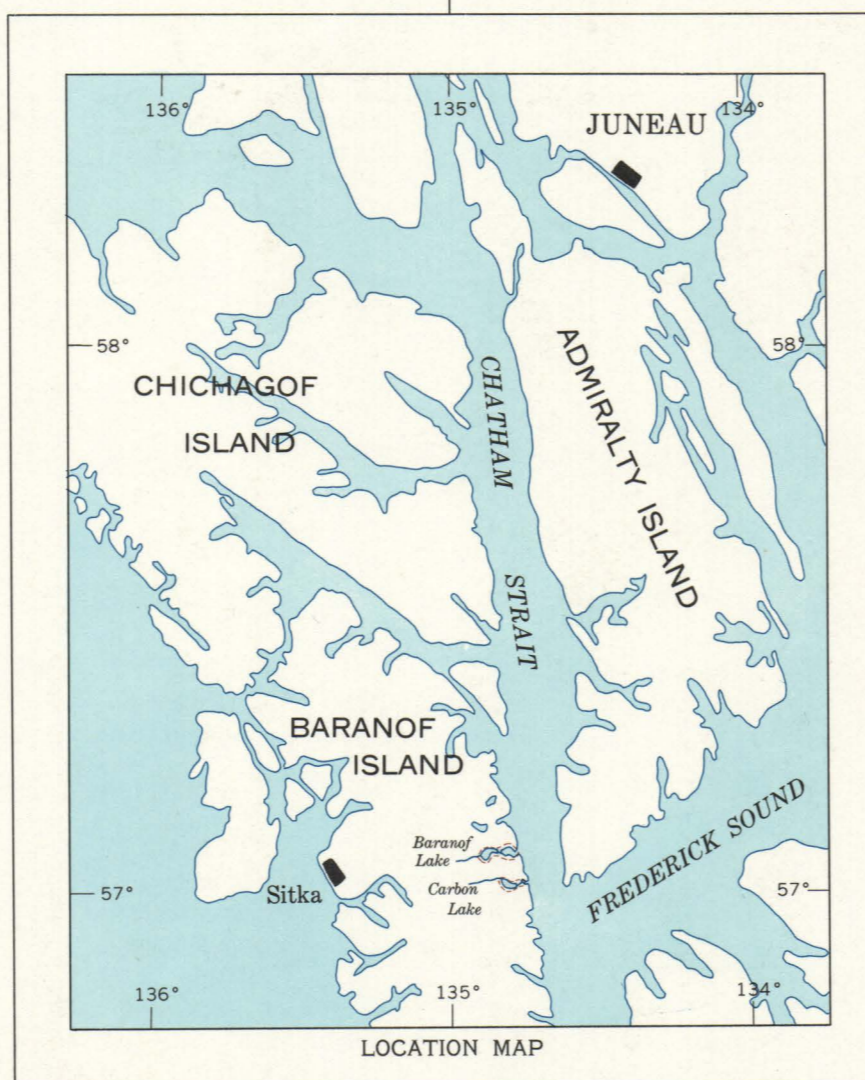 136°
135°
134°
JUNEAU
58°
58°
CHICHAGOF
ISLAND
CHATHAM
STRAIT
ADMIRALTY ISLAND
BARANOF
ISLAND
Baranof
Lake
Carbon
Lake
Sitka
FREDERICK SOUND
57°
57°
136°
135°
134°
LOCATION MAP